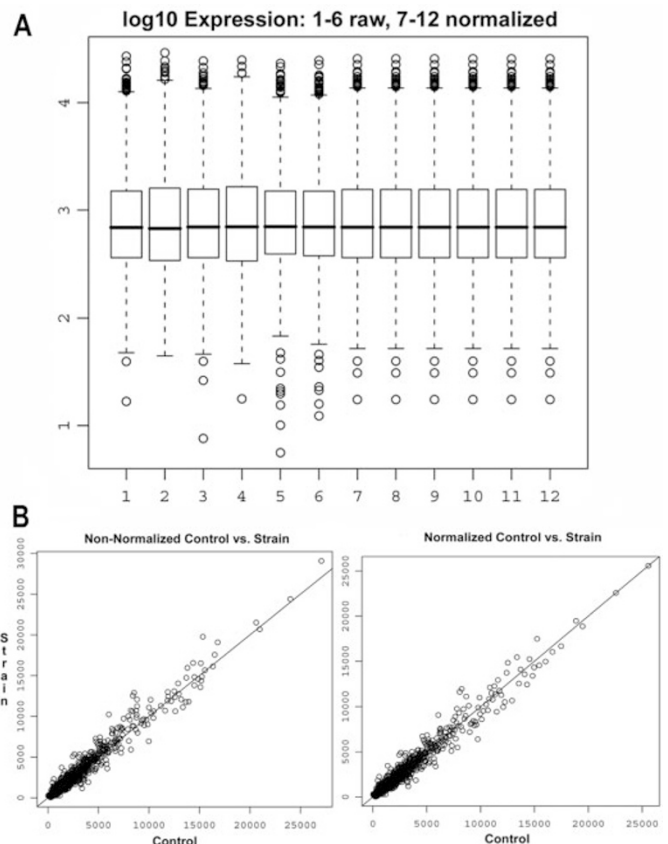 A
log10 Expression: 1-6 raw, 7-12 normalized
4
3
2
1
1 2 3 4 5 6 7 8 9 10 11 12
B
Non-Normalized Control vs. Strain
Strain
30000
25000
20000
15000
10000
5000
0
0 5000 10000 15000 20000 25000
Control
Normalized Control vs. Strain
25000
20000
15000
10000
5000
0
0 5000 10000 15000 20000 25000
Control